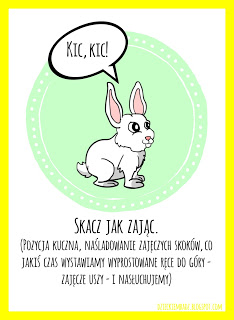 Kic, kic!
Skacz jak zając.
(Pozycja kuczna, naśladowanie zajęczych skoków, co
jakiś czas wystawiamy wyprostowane ręce do góry -
zajęcze uszy - i nasłuchujemy)